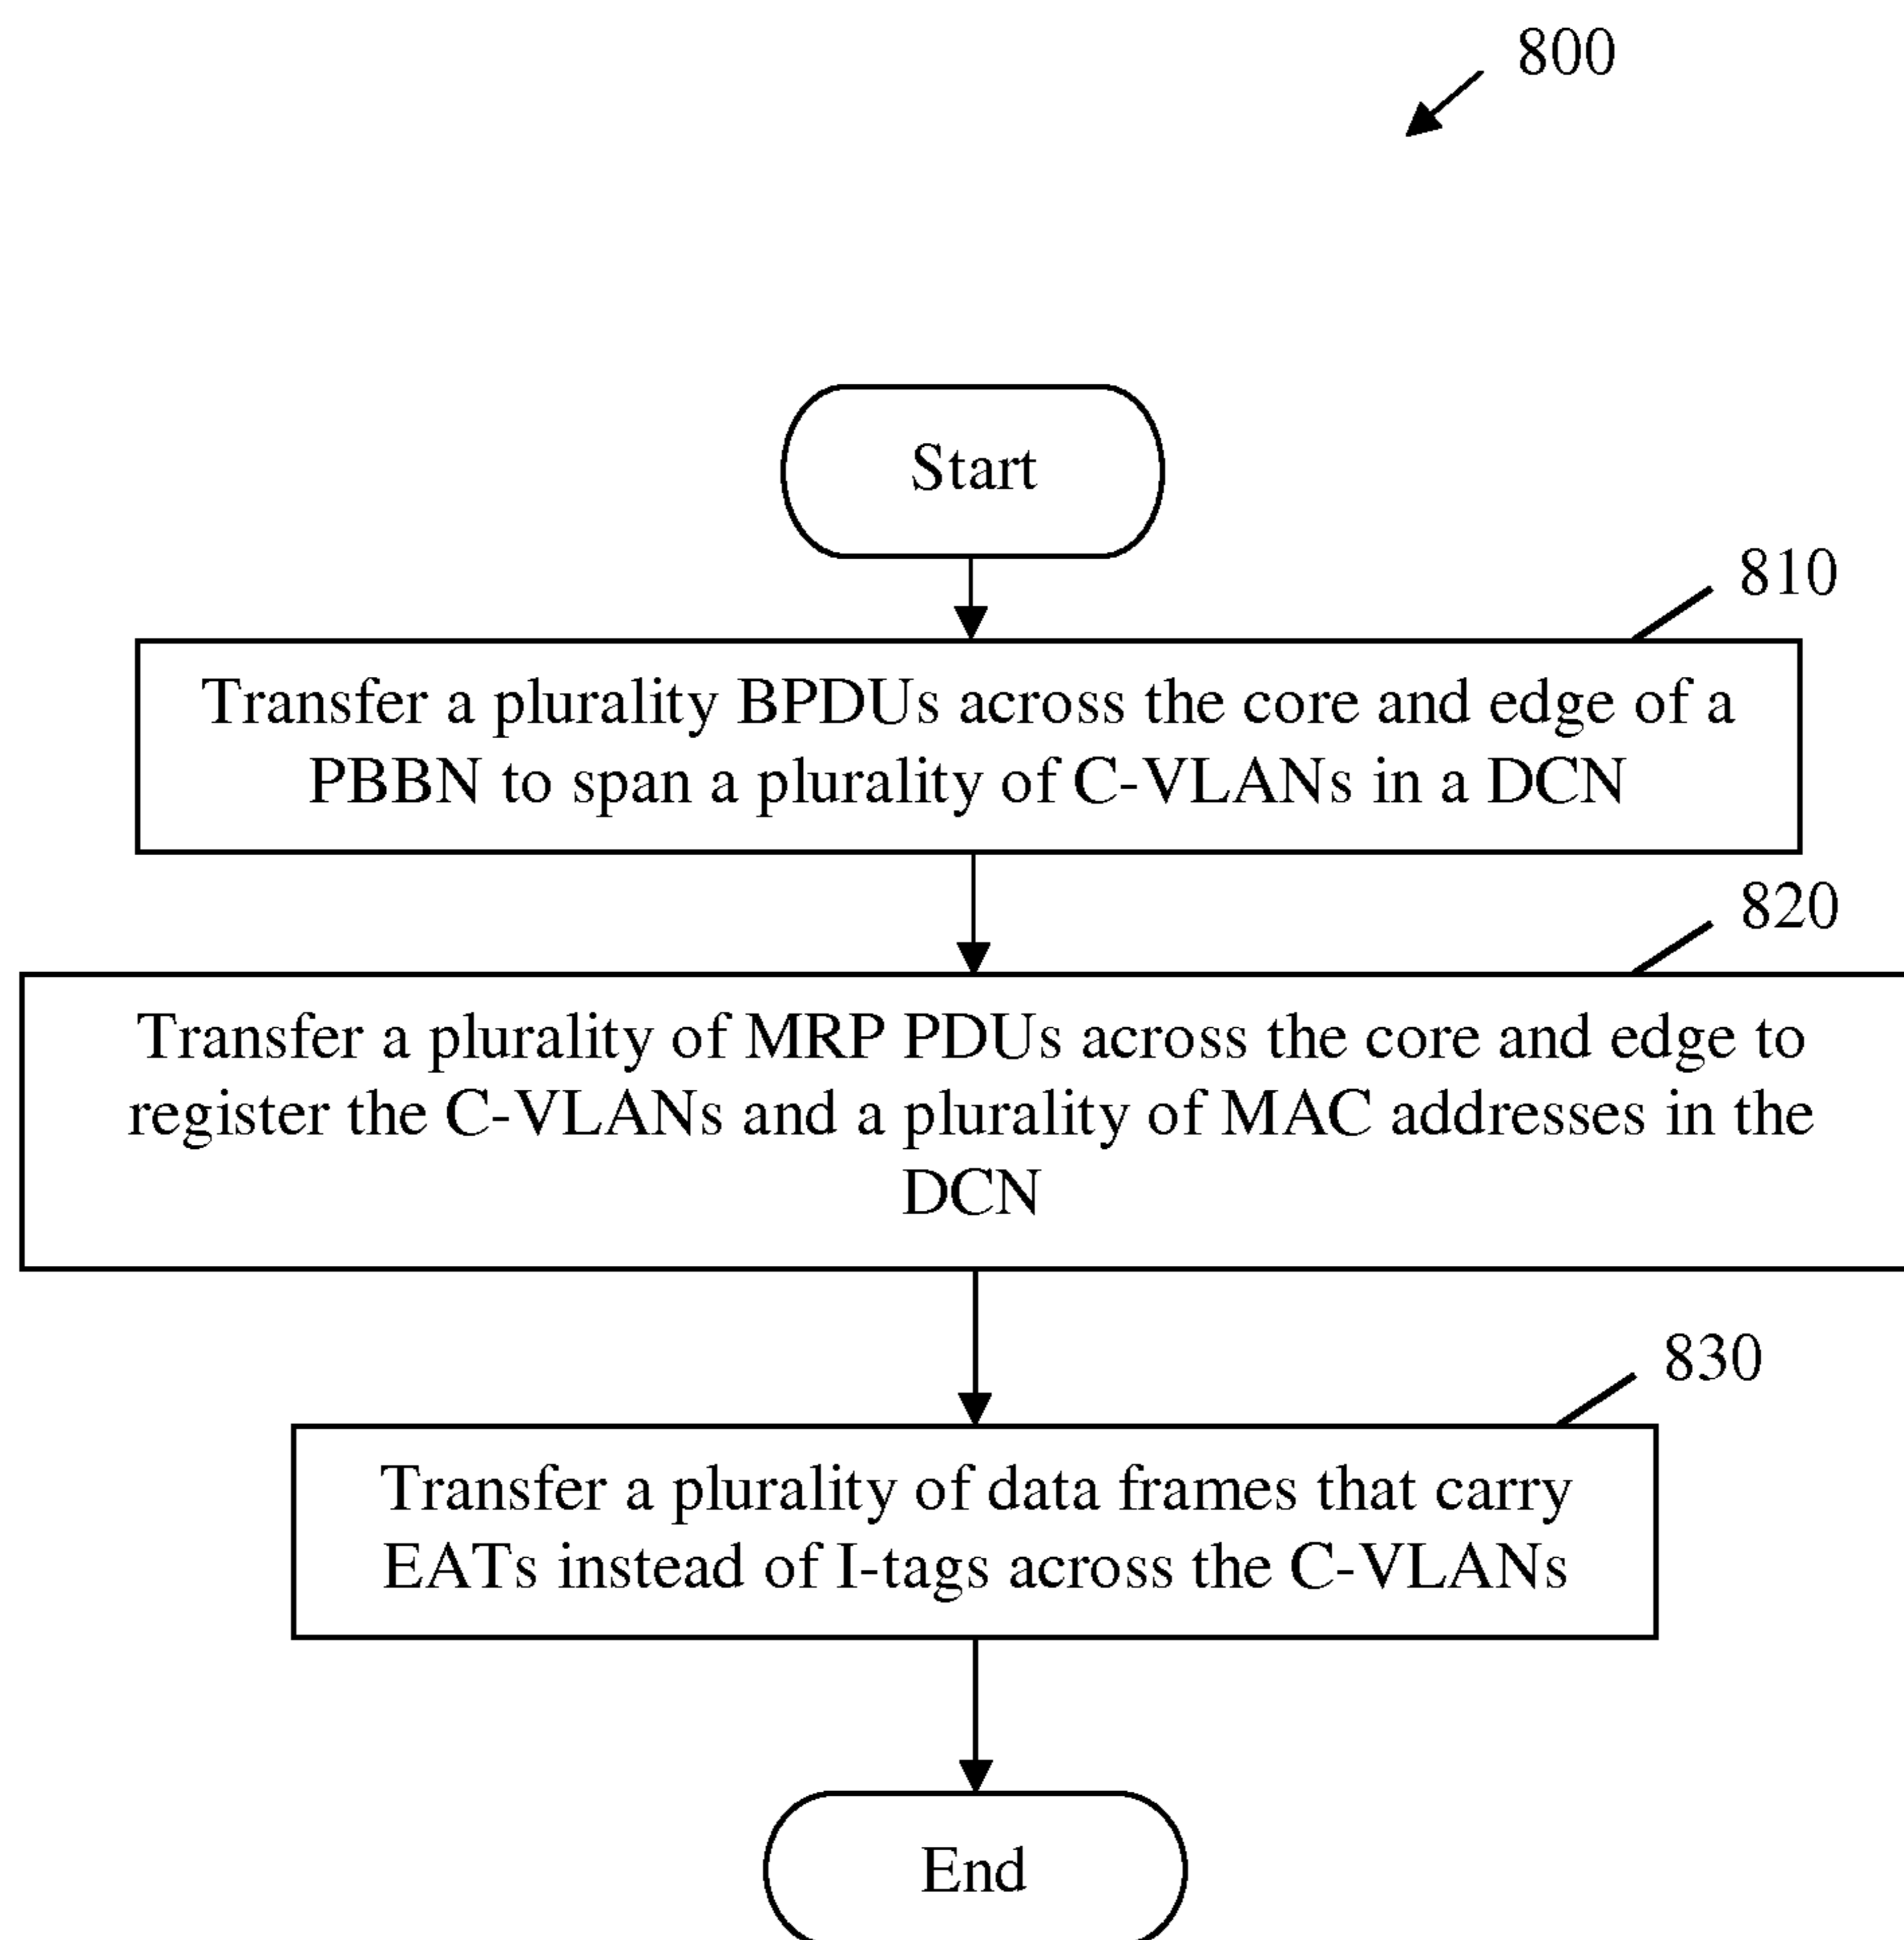 800
Start
810
Transfer a plurality BPDUs across the core and edge of a
PBBN to span a plurality of C-VLANs in a DCN
820
Transfer a plurality of MRP PDUs across the core and edge to
register the C-VLANs and a plurality of MAC addresses in the
DCN
830
Transfer a plurality of data frames that carry
EATs instead of I-tags across the C-VLANs
End